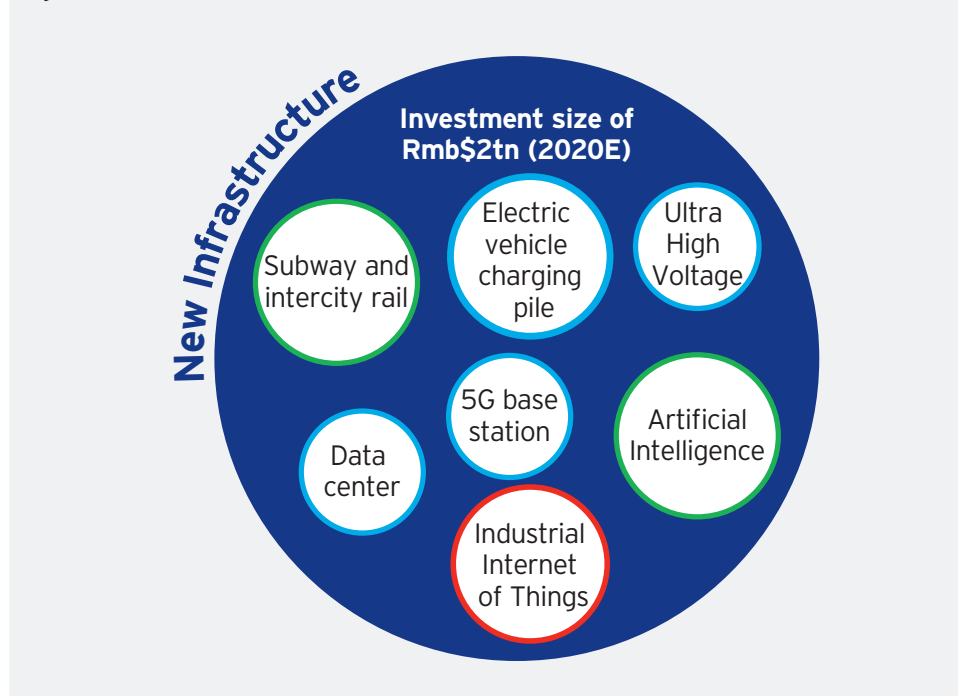 New Infrastructure
Investment size of
Rmb$2tn (2020E)
Subway and
intercity rail
Electric
vehicle
charging
pile
Ultra
High
Voltage
5G base
station
Artificial
Intelligence
Data
center
Industrial
Internet
of Things